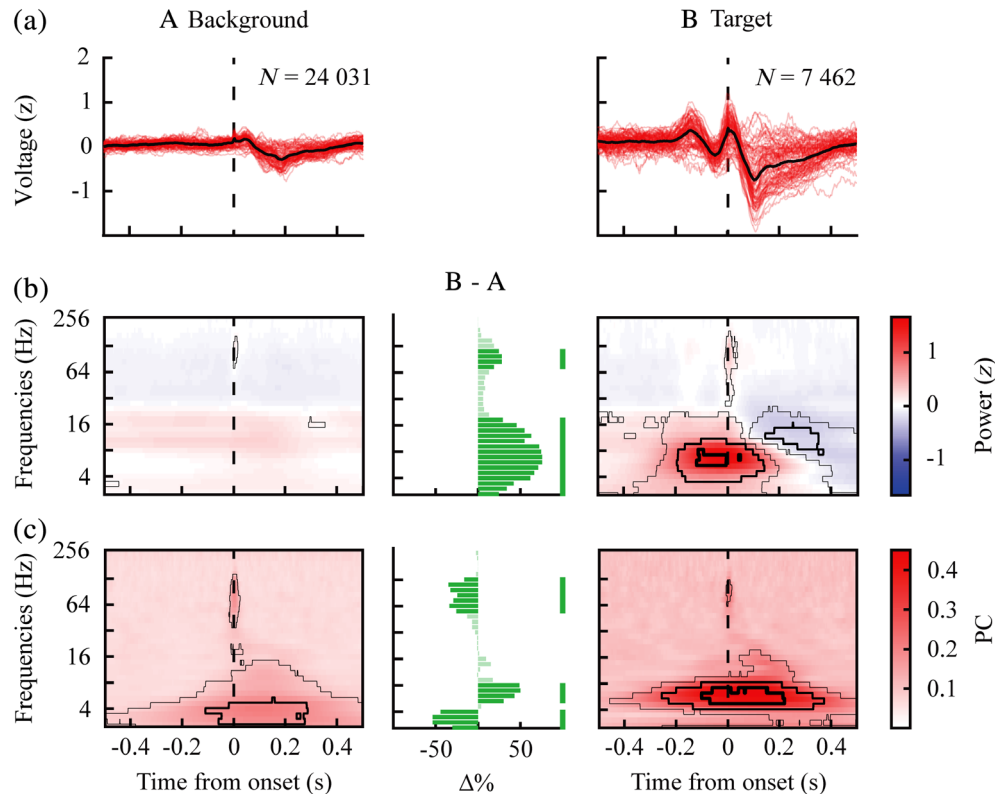 (a)
A Background
B Target
Voltage (z)
2
1
0
-1
N = 24 031
N = 7 462
(b)
B - A
Frequencies (Hz)
256
64
16
4
1
0
-1
Power (z)
(c)
Frequencies (Hz)
256
64
16
4
-0.4 -0.2 0 0.2 0.4
Time from onset (s)
-50 50
Δ%
-0.4 -0.2 0 0.2 0.4
Time from onset (s)
0.4
0.3
0.2
0.1
PC